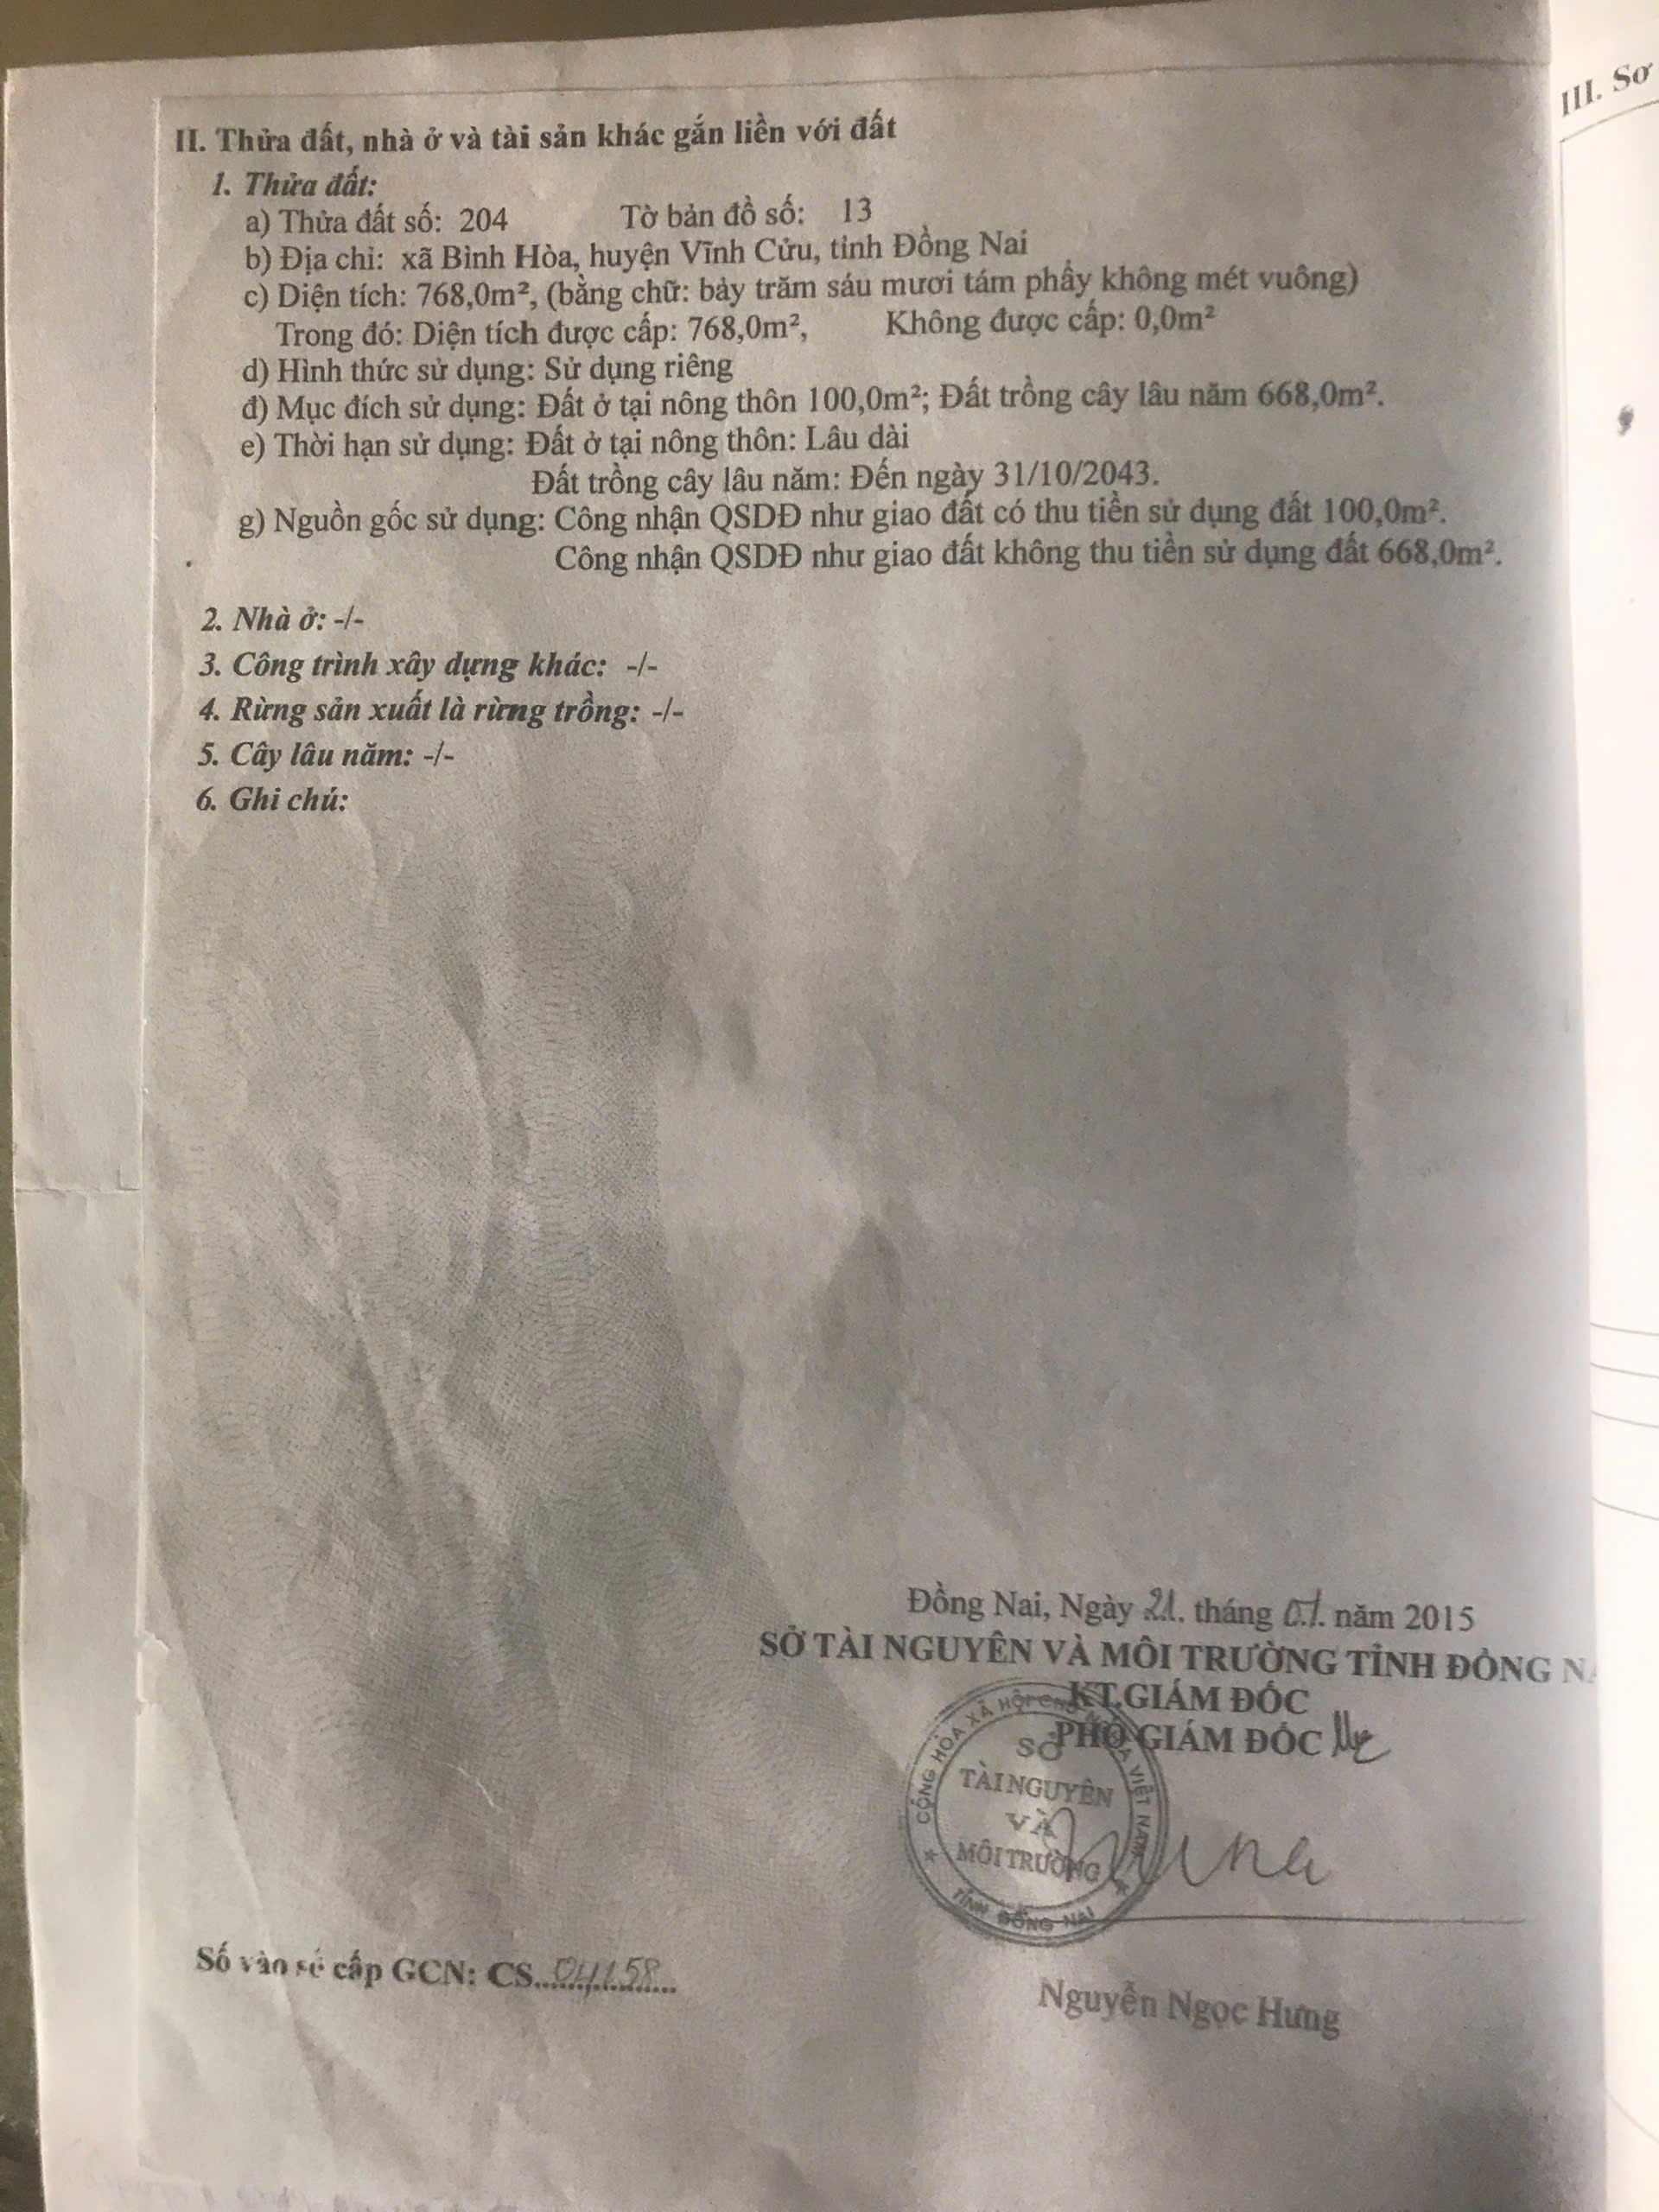 II. Thửa đất, nhà ở và tài sản khác gắn liền với đất
1. Thửa đất:
a) Thửa đất số: 204 Tờ bản đồ số: 13
b) Địa chỉ: xã Bình Hòa, huyện Vĩnh Cửu, tỉnh Đồng Nai
c) Diện tích: 768,0m², (bằng chữ: bảy trăm sáu mươi tám phẩy không mét vuông)
Trong đó: Diện tích được cấp: 768,0m², Không được cấp: 0,0m²
d) Hình thức sử dụng: Sử dụng riêng
đ) Mục đích sử dụng: Đất ở tại nông thôn 100,0m²; Đất trồng cây lâu năm 668,0m².
e) Thời hạn sử dụng: Đất ở tại nông thôn: Lâu dài
Đất trồng cây lâu năm: Đến ngày 31/10/2043.
g) Nguồn gốc sử dụng: Công nhận QSDĐ như giao đất có thu tiền sử dụng đất 100,0m².
Công nhận QSDĐ như giao đất không thu tiền sử dụng đất 668,0m².
2. Nhà ở: -/-
3. Công trình xây dựng khác: -/-
4. Rừng sản xuất là rừng trồng: -/-
5. Cây lâu năm: -/-
6. Ghi chú:
Đồng Nai, Ngày 21. tháng 07. năm 2015
SỞ TÀI NGUYÊN VÀ MÔI TRƯỜNG TỈNH ĐỒNG NA
KT.GIÁM ĐỐC
PHÓ GIÁM ĐỐC
CỘNG HÒA XÃ HỘI VIỆT NAM
SỞ
TÀI NGUYÊN
VÀ
MÔI TRƯỜNG
TỈNH ĐỒNG NAI
Số vào sổ cấp GCN: CS...04158...
Nguyễn Ngọc Hưng
III. Sơ